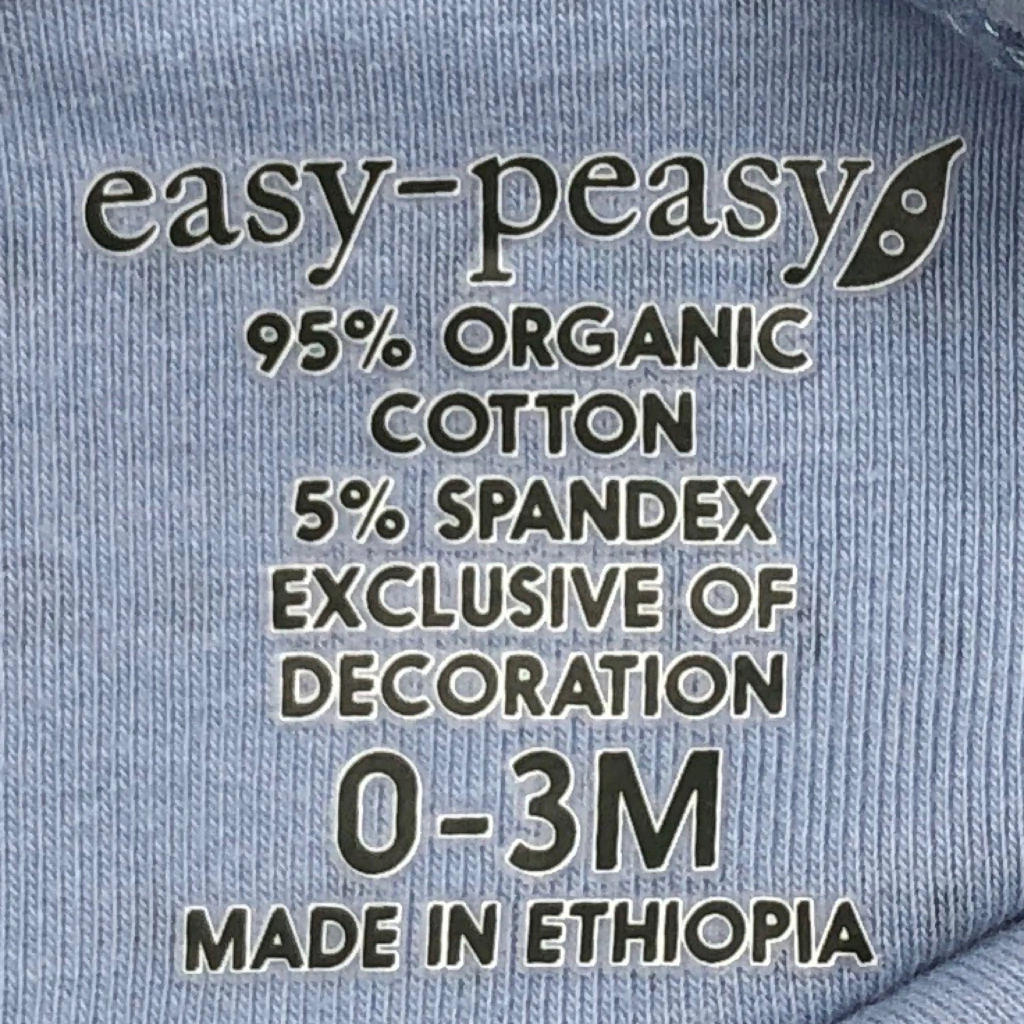 easy-peasy
95% ORGANIC
COTTON
5% SPANDEX
EXCLUSIVE OF
DECORATION
0-3M
MADE IN ETHIOPIA